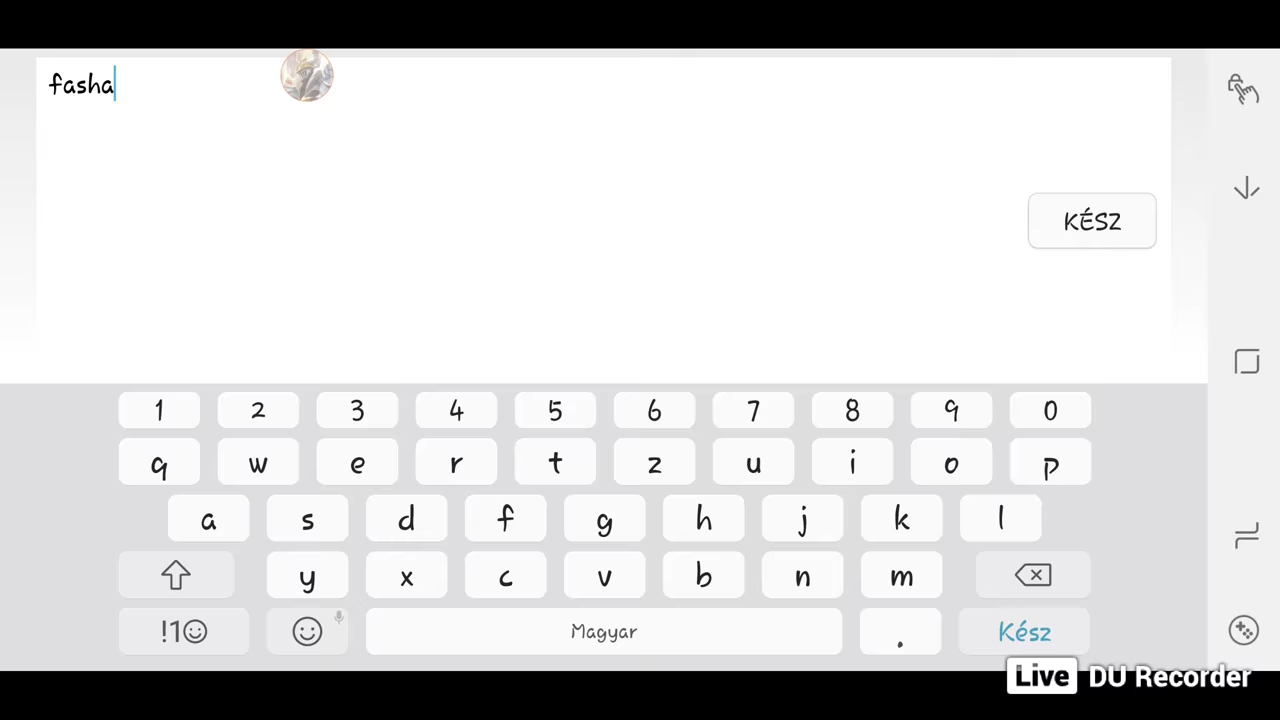 fasha
KÉSZ
1 2 3 4 5 6 7 8 9 0
q w e r t z u i o p
a s d f g h j k l
y x c v b n m
!1☺ Magyar . Kész
Live DU Recorder